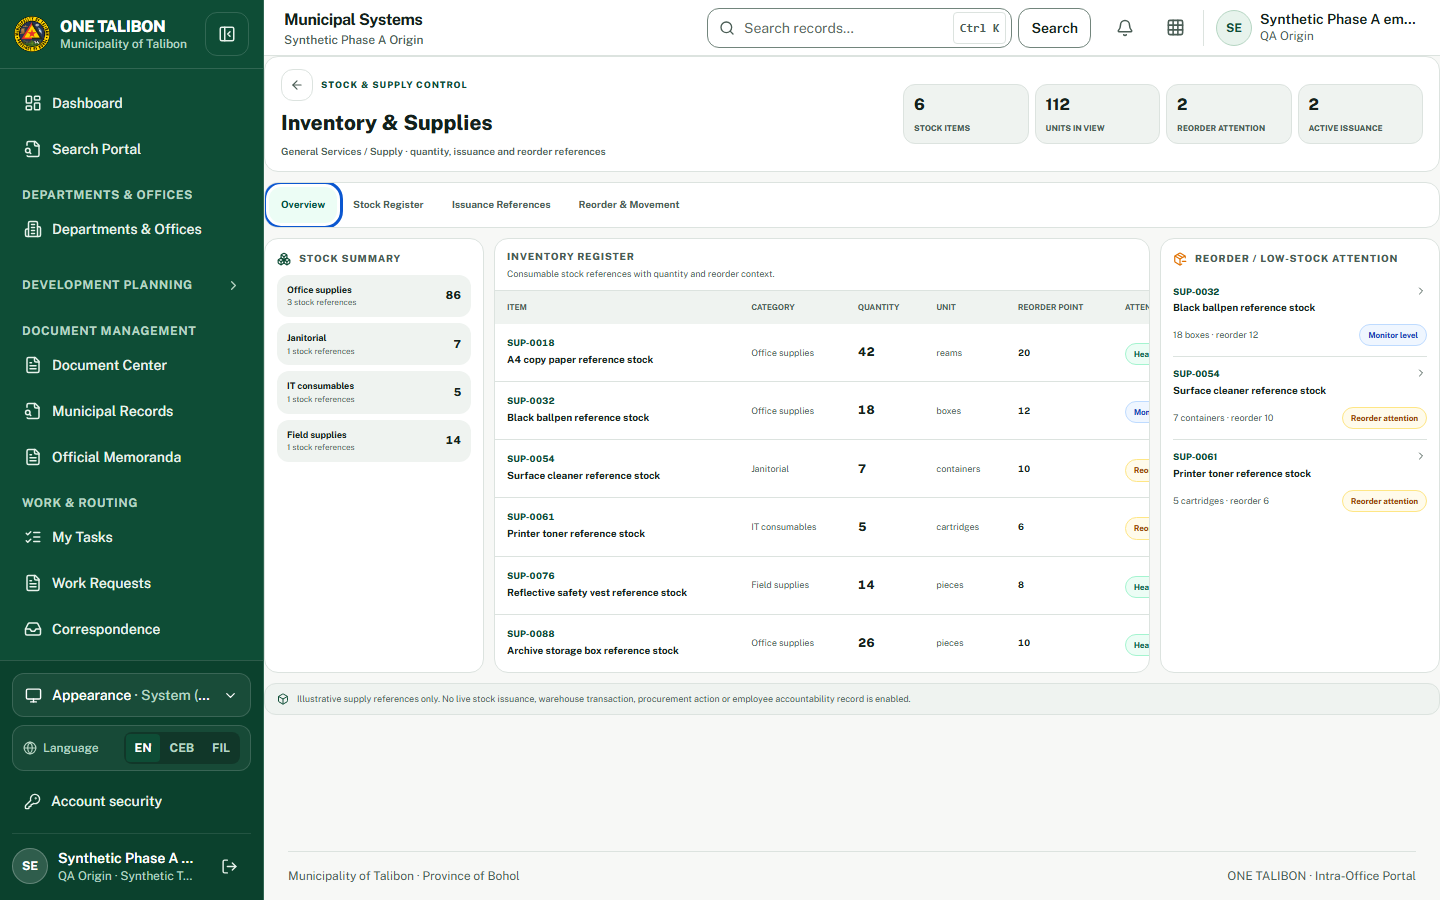 ONE TALIBON
Municipality of Talibon
Dashboard
Search Portal
DEPARTMENTS & OFFICES
Departments & Offices
DEVELOPMENT PLANNING
DOCUMENT MANAGEMENT
Document Center
Municipal Records
Official Memoranda
WORK & ROUTING
My Tasks
Work Requests
Correspondence
Appearance · System (...
Language EN CEB FIL
Account security
SE Synthetic Phase A ...
QA Origin · Synthetic T...
Municipal Systems
Synthetic Phase A Origin
Search records... Ctrl K Search
SE Synthetic Phase A em...
QA Origin
STOCK & SUPPLY CONTROL
Inventory & Supplies
General Services / Supply · quantity, issuance and reorder references
6 STOCK ITEMS
112 UNITS IN VIEW
2 REORDER ATTENTION
2 ACTIVE ISSUANCE
Overview Stock Register Issuance References Reorder & Movement
STOCK SUMMARY
Office supplies 86
3 stock references
Janitorial 7
1 stock references
IT consumables 5
1 stock references
Field supplies 14
1 stock references
INVENTORY REGISTER
Consumable stock references with quantity and reorder context.
ITEM CATEGORY QUANTITY UNIT REORDER POINT ATTEN
SUP-0018
A4 copy paper reference stock Office supplies 42 reams 20 Hea
SUP-0032
Black ballpen reference stock Office supplies 18 boxes 12 Mon
SUP-0054
Surface cleaner reference stock Janitorial 7 containers 10 Reo
SUP-0061
Printer toner reference stock IT consumables 5 cartridges 6 Reo
SUP-0076
Reflective safety vest reference stock Field supplies 14 pieces 8 Hea
SUP-0088
Archive storage box reference stock Office supplies 26 pieces 10 Hea
REORDER / LOW-STOCK ATTENTION
SUP-0032
Black ballpen reference stock
18 boxes · reorder 12 Monitor level
SUP-0054
Surface cleaner reference stock
7 containers · reorder 10 Reorder attention
SUP-0061
Printer toner reference stock
5 cartridges · reorder 6 Reorder attention
Illustrative supply references only. No live stock issuance, warehouse transaction, procurement action or employee accountability record is enabled.
Municipality of Talibon · Province of Bohol
ONE TALIBON · Intra-Office Portal